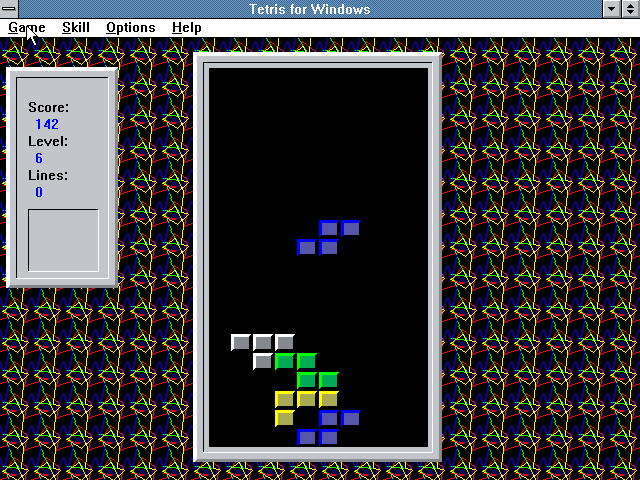 Tetris for Windows
Game Skill Options Help
Score:
142
Level:
6
Lines:
0